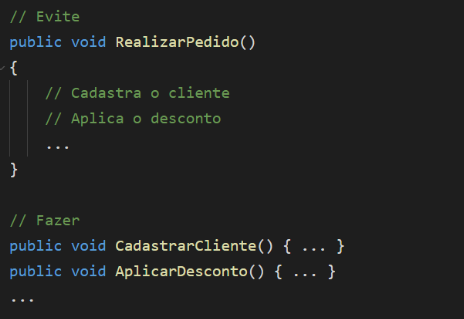 // Evite
public void RealizarPedido()
{
// Cadastra o cliente
// Aplica o desconto
...
}
// Fazer
public void CadastrarCliente() { ... }
public void AplicarDesconto() { ... }
...